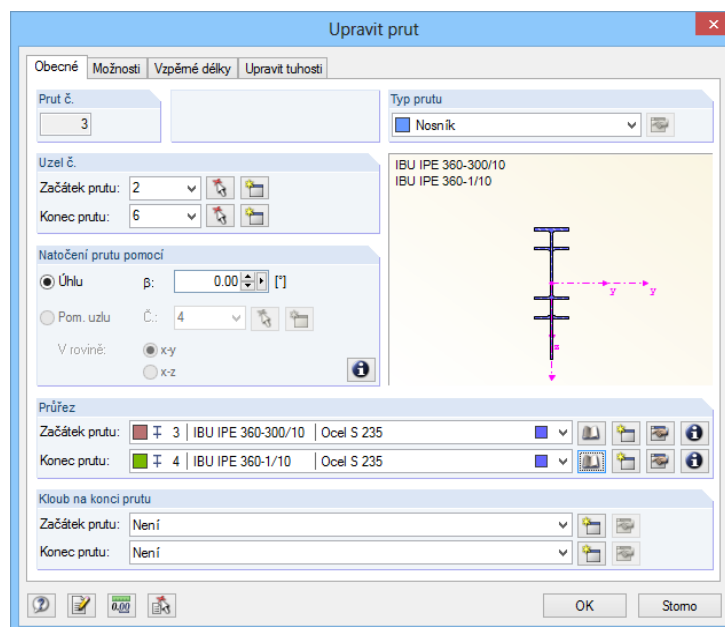 Upravit prut
Obecné Možnosti Vzpěrné délky Upravit tuhosti
Prut č.
3
Typ prutu
Nosník
Uzel č.
Začátek prutu: 2
Konec prutu: 6
IBU IPE 360-300/10
IBU IPE 360-1/10
y y
z
Natočení prutu pomocí
Úhlu β: 0.00 [°]
Pom. uzlu Č.: 4
V rovině: x-y
x-z
Průřez
Začátek prutu: 3 IBU IPE 360-300/10 Ocel S 235
Konec prutu: 4 IBU IPE 360-1/10 Ocel S 235
Kloub na konci prutu
Začátek prutu: Není
Konec prutu: Není
0.00
OK Storno